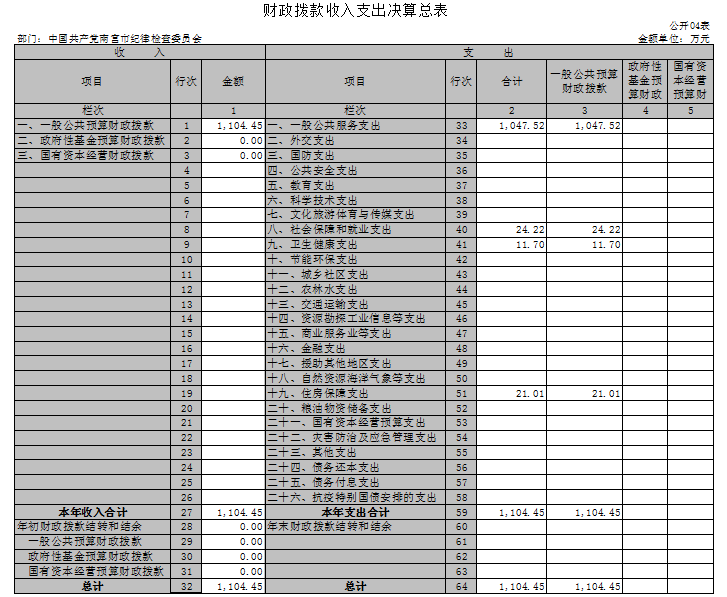 财政拨款收入支出决算总表
公开04表
部门：中国共产党南宫市纪律检查委员会 金额单位：万元
收 入 支 出
项目 行次 金额 项目 行次 合计 一般公共预算财政拨款 政府性基金预算财政 国有资本经营预算财
栏次 1 栏次 2 3 4 5
一、一般公共预算财政拨款 1 1,104.45 一、一般公共服务支出 33 1,047.52 1,047.52
二、政府性基金预算财政拨款 2 0.00 二、外交支出 34
三、国有资本经营财政拨款 3 0.00 三、国防支出 35
4 四、公共安全支出 36
5 五、教育支出 37
6 六、科学技术支出 38
7 七、文化旅游体育与传媒支出 39
8 八、社会保障和就业支出 40 24.22 24.22
9 九、卫生健康支出 41 11.70 11.70
10 十、节能环保支出 42
11 十一、城乡社区支出 43
12 十二、农林水支出 44
13 十三、交通运输支出 45
14 十四、资源勘探工业信息等支出 46
15 十五、商业服务业等支出 47
16 十六、金融支出 48
17 十七、援助其他地区支出 49
18 十八、自然资源海洋气象等支出 50
19 十九、住房保障支出 51 21.01 21.01
20 二十、粮油物资储备支出 52
21 二十一、国有资本经营预算支出 53
22 二十二、灾害防治及应急管理支出 54
23 二十三、其他支出 55
24 二十四、债务还本支出 56
25 二十五、债务付息支出 57
26 二十六、抗疫特别国债安排的支出 58
本年收入合计 27 1,104.45 本年支出合计 59 1,104.45 1,104.45
年初财政拨款结转和结余 28 0.00 年末财政拨款结转和结余 60
一般公共预算财政拨款 29 0.00 61
政府性基金预算财政拨款 30 0.00 62
国有资本经营预算财政拨款 31 0.00 63
总计 32 1,104.45 总计 64 1,104.45 1,104.45